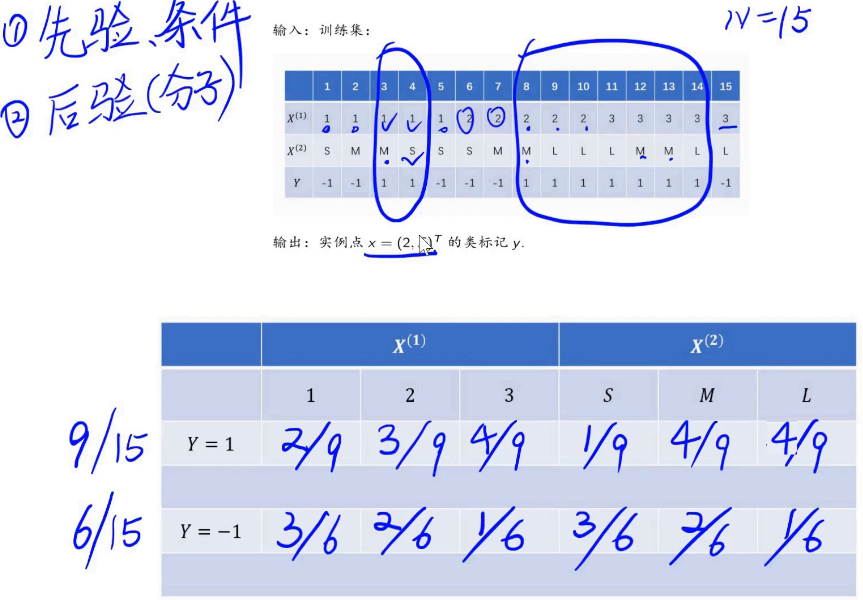 ①先验、条件
②后验(分子)
N=15
输入：训练集：
1 2 3 4 5 6 7 8 9 10 11 12 13 14 15
X(1) 1 1 1 1 1 2 2 2 2 2 3 3 3 3 3
X(2) S M M S S S M M L L L M M L L
Y -1 -1 1 1 -1 -1 -1 1 1 1 1 1 1 1 -1
输出：实例点 x = (2, )T 的类标记 y.
X(1) X(2)
1 2 3 S M L
9/15 Y = 1 2/9 3/9 4/9 1/9 4/9 4/9
6/15 Y = −1 3/6 2/6 1/6 3/6 2/6 1/6